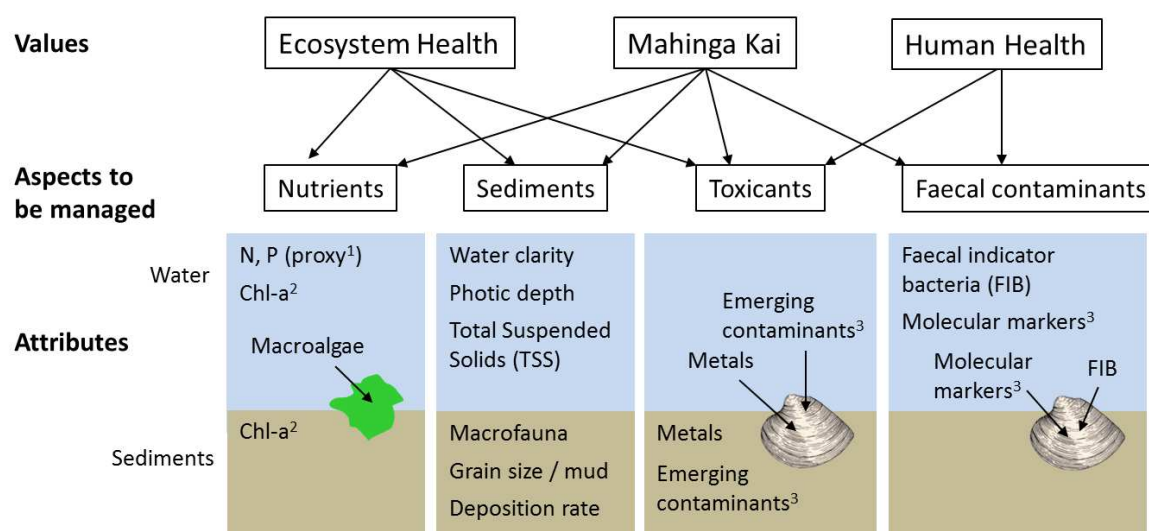 Values
Ecosystem Health
Mahinga Kai
Human Health
Aspects to
be managed
Nutrients
Sediments
Toxicants
Faecal contaminants
Attributes
Water
Sediments
N, P (proxy¹)
Chl-a²
Macroalgae
Chl-a²
Water clarity
Photic depth
Total Suspended
Solids (TSS)
Macrofauna
Grain size / mud
Deposition rate
Emerging
contaminants³
Metals
Metals
Emerging
contaminants³
Faecal indicator
bacteria (FIB)
Molecular markers³
Molecular
markers³
FIB